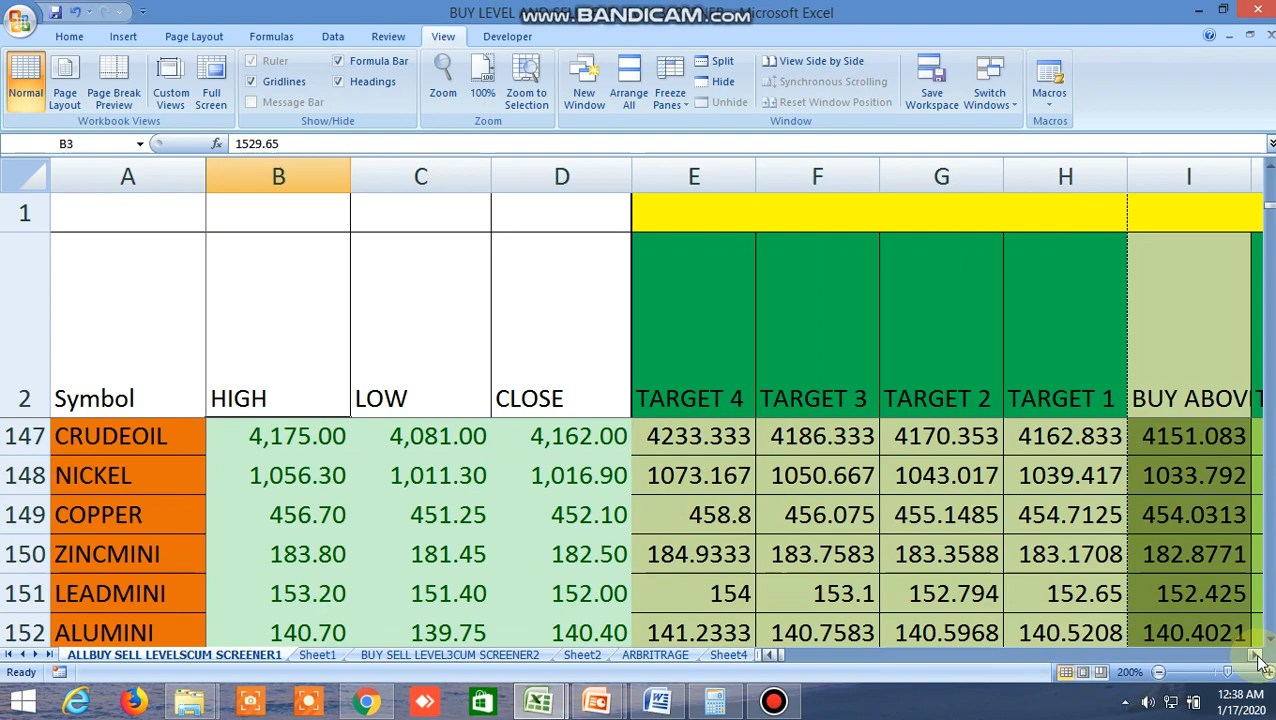 BUY LEVEL AND SEL
www.BANDICAM.com
NER - Microsoft Excel
Home Insert Page Layout Formulas Data Review View Developer
Normal Page Layout Page Break Preview Custom Views Full Screen
Ruler Formula Bar
Gridlines Headings
Message Bar
Zoom 100% Zoom to Selection
New Window Arrange All Freeze Panes
Split View Side by Side
Hide Synchronous Scrolling
Unhide Reset Window Position
Save Workspace Switch Windows Macros
Workbook Views Show/Hide Zoom Window Macros
B3 fx 1529.65
A B C D E F G H I
1
2 Symbol HIGH LOW CLOSE TARGET 4 TARGET 3 TARGET 2 TARGET 1 BUY ABOV T
147 CRUDEOIL 4,175.00 4,081.00 4,162.00 4233.333 4186.333 4170.353 4162.833 4151.083
148 NICKEL 1,056.30 1,011.30 1,016.90 1073.167 1050.667 1043.017 1039.417 1033.792
149 COPPER 456.70 451.25 452.10 458.8 456.075 455.1485 454.7125 454.0313
150 ZINCMINI 183.80 181.45 182.50 184.9333 183.7583 183.3588 183.1708 182.8771
151 LEADMINI 153.20 151.40 152.00 154 153.1 152.794 152.65 152.425
152 ALUMINI 140.70 139.75 140.40 141.2333 140.7583 140.5968 140.5208 140.4021
ALLBUY SELL LEVELSCUM SCREENER1 Sheet1 BUY SELL LEVEL3CUM SCREENER2 Sheet2 ARBRITRAGE Sheet4
Ready 200%
12:38 AM
1/17/2020